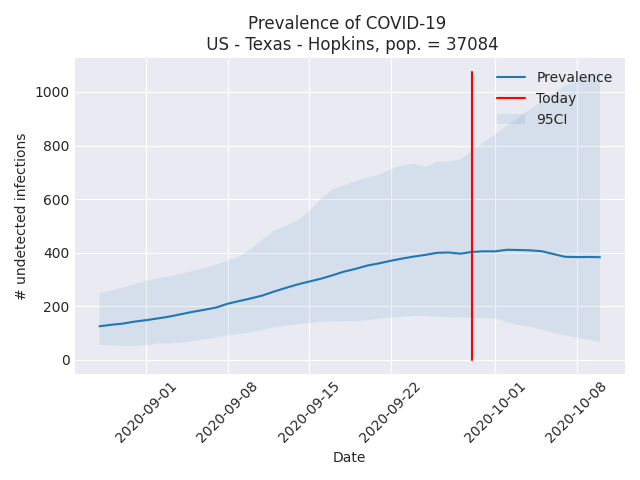 Prevalence of COVID-19
US - Texas - Hopkins, pop. = 37084
Prevalence
Today
95CI
1000
800
600
400
200
0
# undetected infections
2020-09-01
2020-09-08
2020-09-15
2020-09-22
2020-10-01
2020-10-08
Date